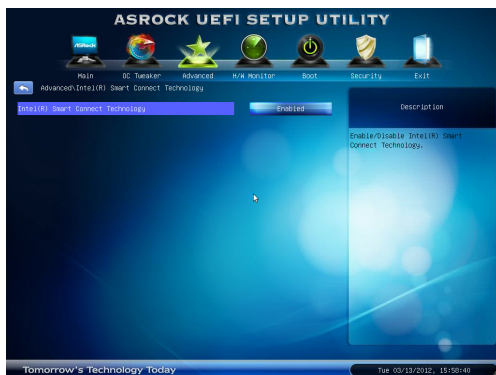 ASROCK UEFI SETUP UTILITY
ASRock
Main OC Tweaker Advanced H/W Monitor Boot Security Exit
Advanced\Intel(R) Smart Connect Technology
Intel(R) Smart Connect Technology Enabled
Description
Enable/Disable Intel(R) Smart
Connect Technology.
Tomorrow's Technology Today Tue 03/13/2012, 15:58:40